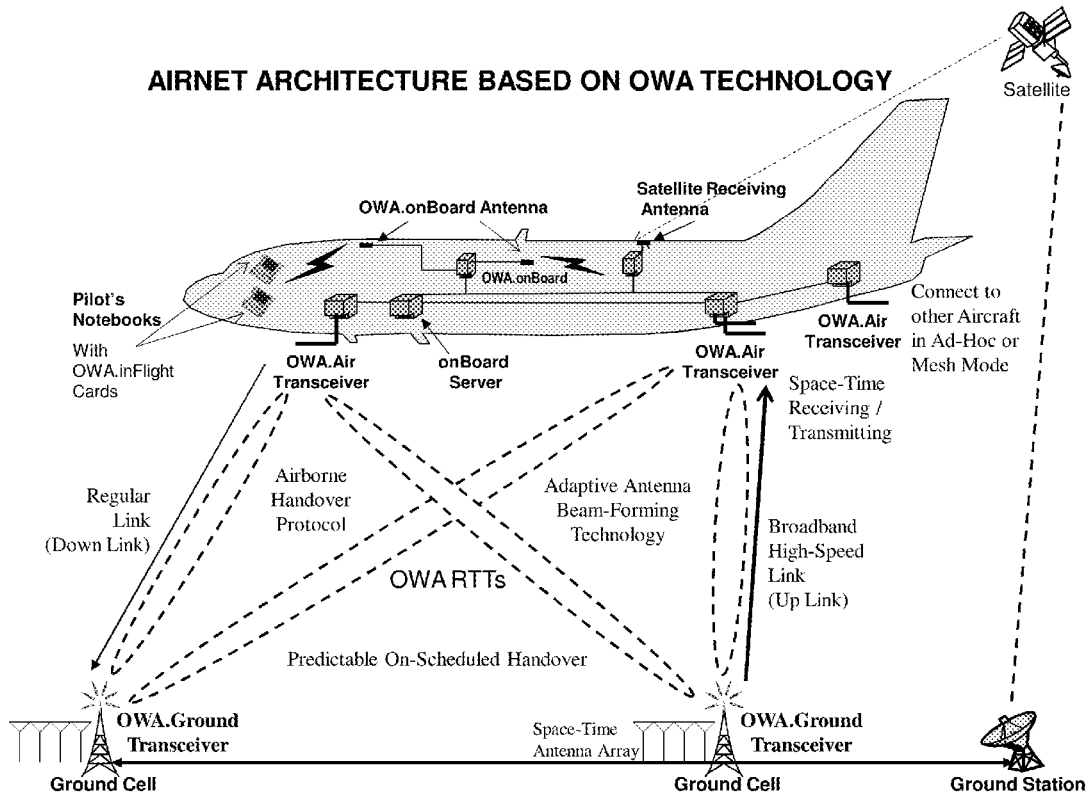 AIRNET ARCHITECTURE BASED ON OWA TECHNOLOGY
Satellite
Satellite Receiving
Antenna
OWA.onBoard Antenna
OWA.onBoard
Pilot's
Notebooks
With
OWA.inFlight
Cards
OWA.Air
Transceiver
onBoard
Server
OWA.Air
Transceiver
OWA.Air
Transceiver
Connect to
other Aircraft
in Ad-Hoc or
Mesh Mode
Space-Time
Receiving /
Transmitting
Regular
Link
(Down Link)
Airborne
Handover
Protocol
Adaptive Antenna
Beam-Forming
Technology
Broadband
High-Speed
Link
(Up Link)
OWA RTTs
Predictable On-Scheduled Handover
OWA.Ground
Transceiver
Space-Time
Antenna Array
OWA.Ground
Transceiver
Ground Cell
Ground Cell
Ground Station